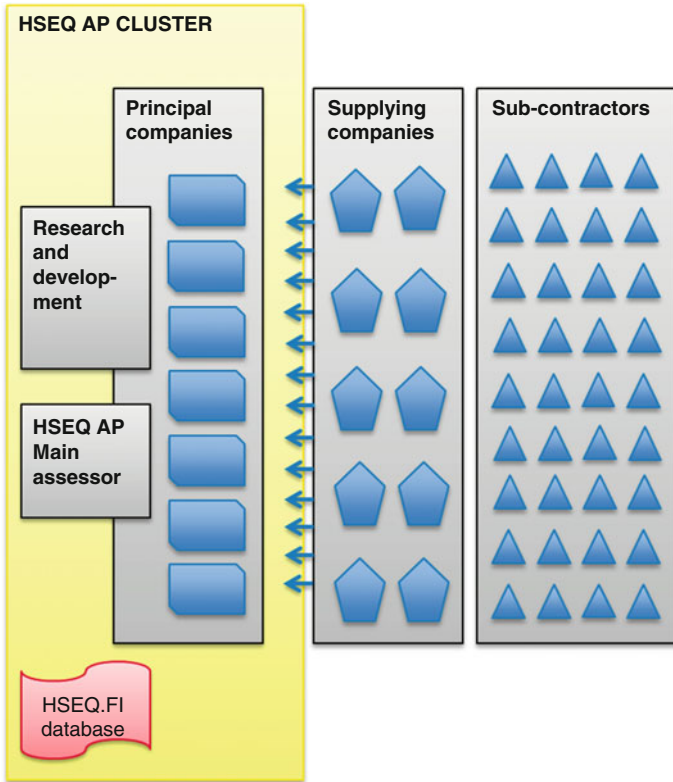 HSEQ AP CLUSTER
Principal
companies
Supplying
companies
Sub-contractors
Research
and
develop-
ment
HSEQ AP
Main
assessor
HSEQ.FI
database